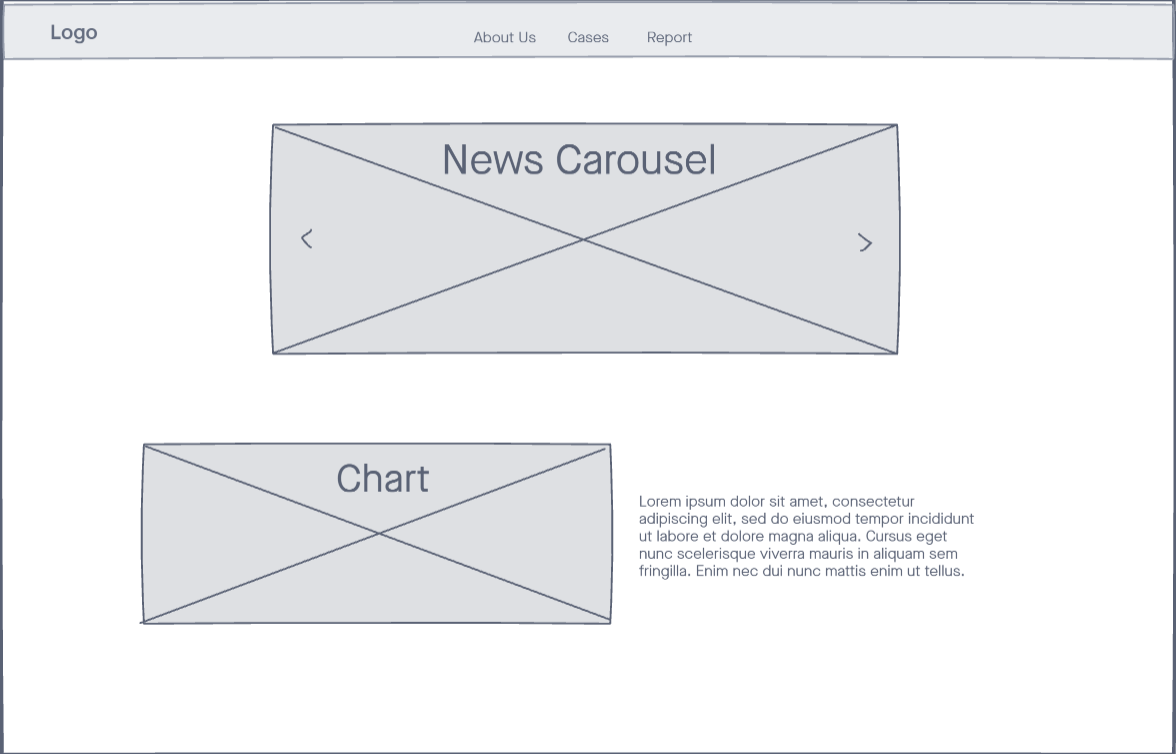 Logo
About Us Cases Report
News Carousel
Chart
Lorem ipsum dolor sit amet, consectetur
adipiscing elit, sed do eiusmod tempor incididunt
ut labore et dolore magna aliqua. Cursus eget
nunc scelerisque viverra mauris in aliquam sem
fringilla. Enim nec dui nunc mattis enim ut tellus.